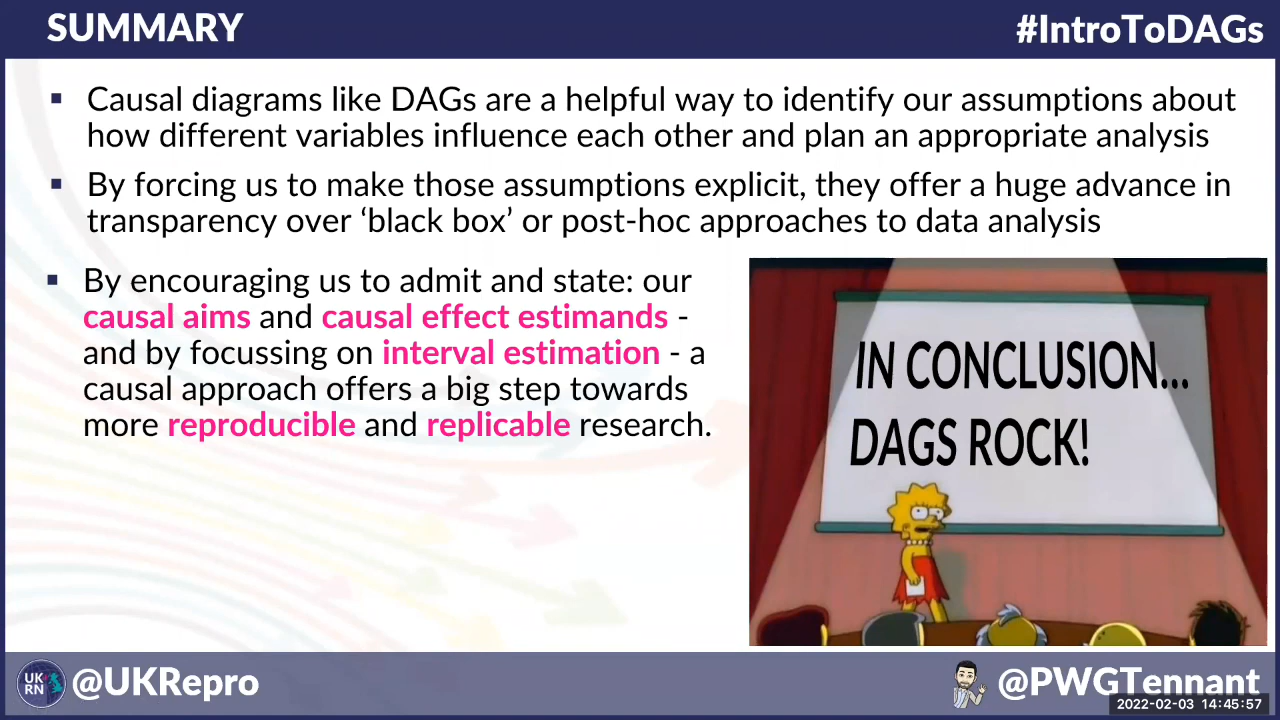 SUMMARY
#IntroToDAGs
▪ Causal diagrams like DAGs are a helpful way to identify our assumptions about
how different variables influence each other and plan an appropriate analysis
▪ By forcing us to make those assumptions explicit, they offer a huge advance in
transparency over ‘black box’ or post-hoc approaches to data analysis
▪ By encouraging us to admit and state: our
causal aims and causal effect estimands -
and by focussing on interval estimation - a
causal approach offers a big step towards
more reproducible and replicable research.
IN CONCLUSION...
DAGS ROCK!
UK
RN
@UKRepro
@PWGTennant
2022-02-03 14:45:57